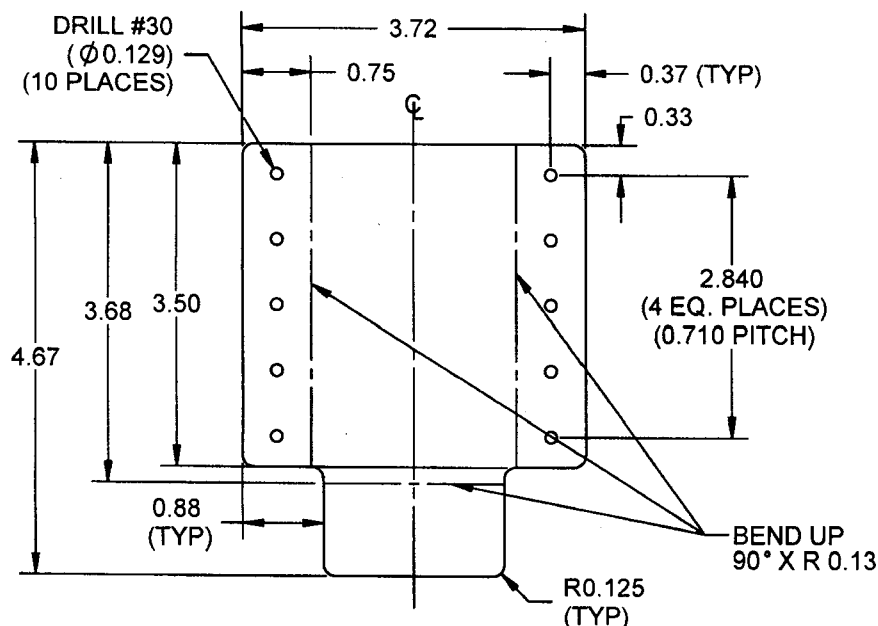 DRILL #30
(Ø0.129)
(10 PLACES)
3.72
0.75
0.37 (TYP)
℄
0.33
2.840
(4 EQ. PLACES)
(0.710 PITCH)
3.50
3.68
4.67
0.88
(TYP)
BEND UP
90° X R 0.13
R0.125
(TYP)